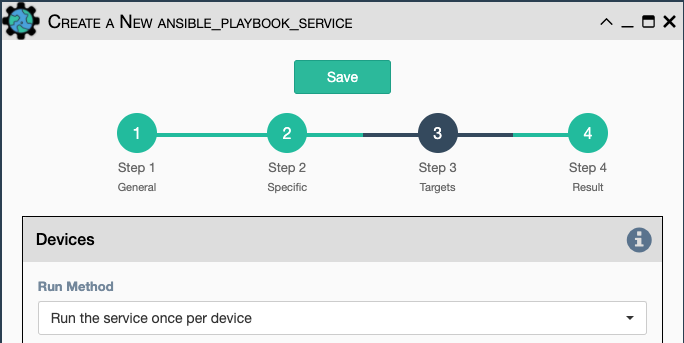 Create a New ansible_playbook_service
Save
1 2 3 4
Step 1 Step 2 Step 3 Step 4
General Specific Targets Result
Devices
Run Method
Run the service once per device